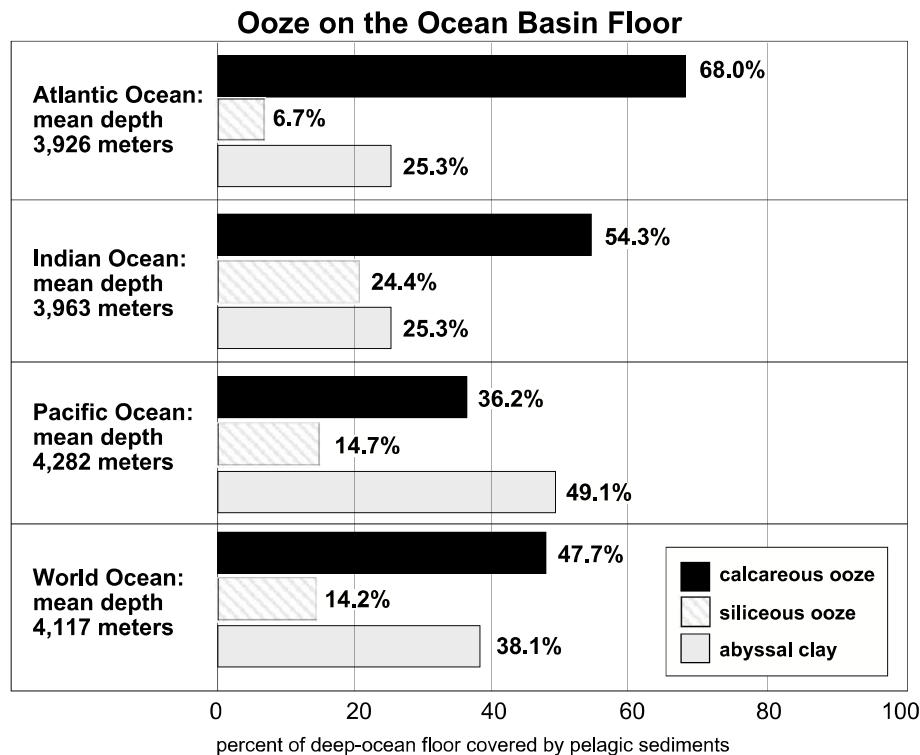 Ooze on the Ocean Basin Floor
Atlantic Ocean:
mean depth
3,926 meters
68.0%
6.7%
25.3%
Indian Ocean:
mean depth
3,963 meters
54.3%
24.4%
25.3%
Pacific Ocean:
mean depth
4,282 meters
36.2%
14.7%
49.1%
World Ocean:
mean depth
4,117 meters
47.7%
14.2%
38.1%
calcareous ooze
siliceous ooze
abyssal clay
0 20 40 60 80 100
percent of deep-ocean floor covered by pelagic sediments